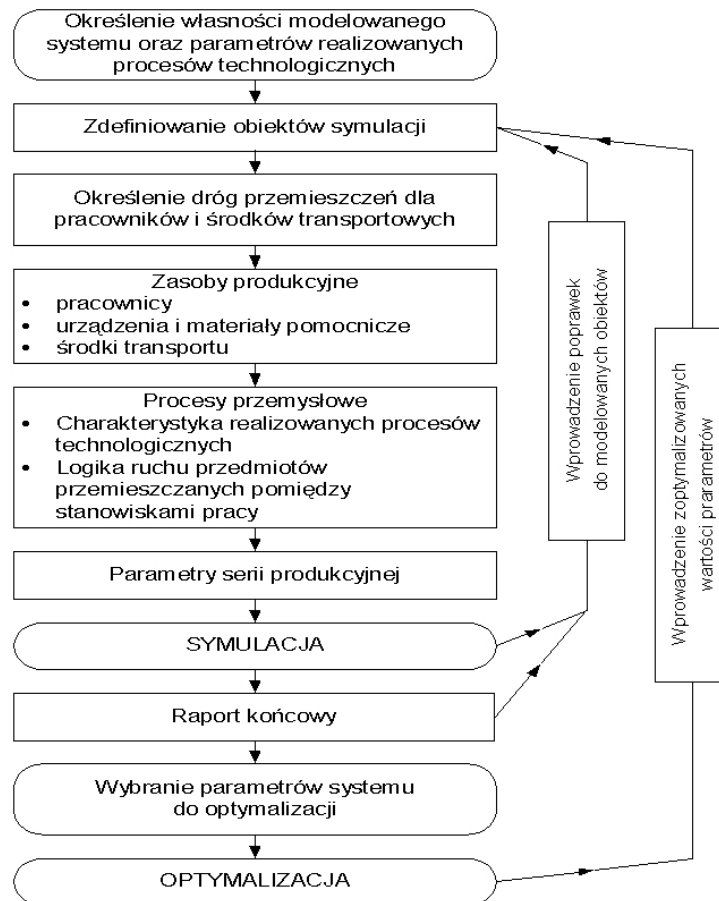 Określenie własności modelowanego
systemu oraz parametrów realizowanych
procesów technologicznych
Zdefiniowanie obiektów symulacji
Określenie dróg przemieszczeń dla
pracowników i środków transportowych
Zasoby produkcyjne
• pracownicy
• urządzenia i materiały pomocnicze
• środki transportu
Procesy przemysłowe
• Charakterystyka realizowanych procesów
technologicznych
• Logika ruchu przedmiotów
przemieszczanych pomiędzy
stanowiskami pracy
Parametry serii produkcyjnej
SYMULACJA
Raport końcowy
Wybranie parametrów systemu
do optymalizacji
OPTYMALIZACJA
Wprowadzenie poprawek
do modelowanych obiektów
Wprowadzenie zoptymalizowanych
wartości prarametrów